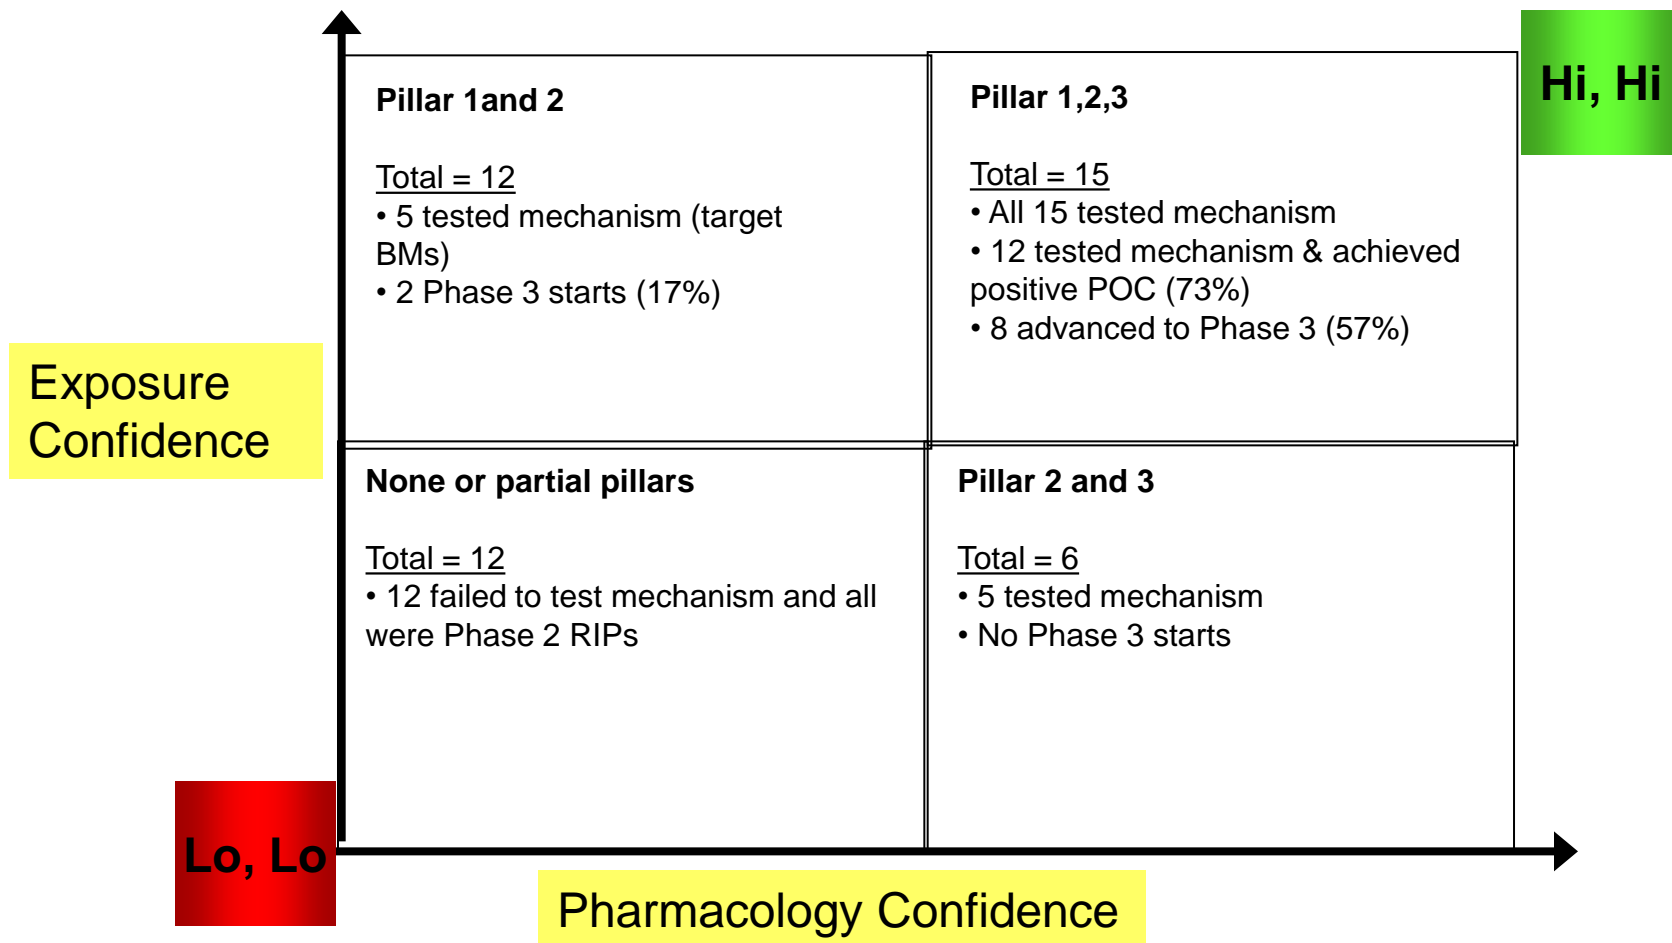 Hi, Hi
Pillar 1and 2
Total = 12
• 5 tested mechanism (target
BMs)
• 2 Phase 3 starts (17%)
Pillar 1,2,3
Total = 15
• All 15 tested mechanism
• 12 tested mechanism & achieved
positive POC (73%)
• 8 advanced to Phase 3 (57%)
Exposure
Confidence
None or partial pillars
Total = 12
• 12 failed to test mechanism and all
were Phase 2 RIPs
Pillar 2 and 3
Total = 6
• 5 tested mechanism
• No Phase 3 starts
Lo, Lo
Pharmacology Confidence